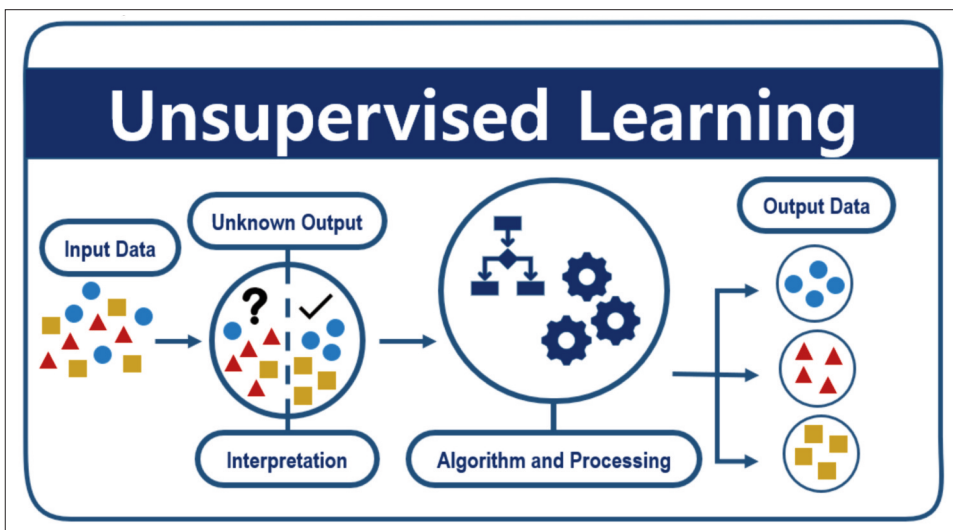 Unsupervised Learning
Input Data
Unknown Output
?
Interpretation
Algorithm and Processing
Output Data